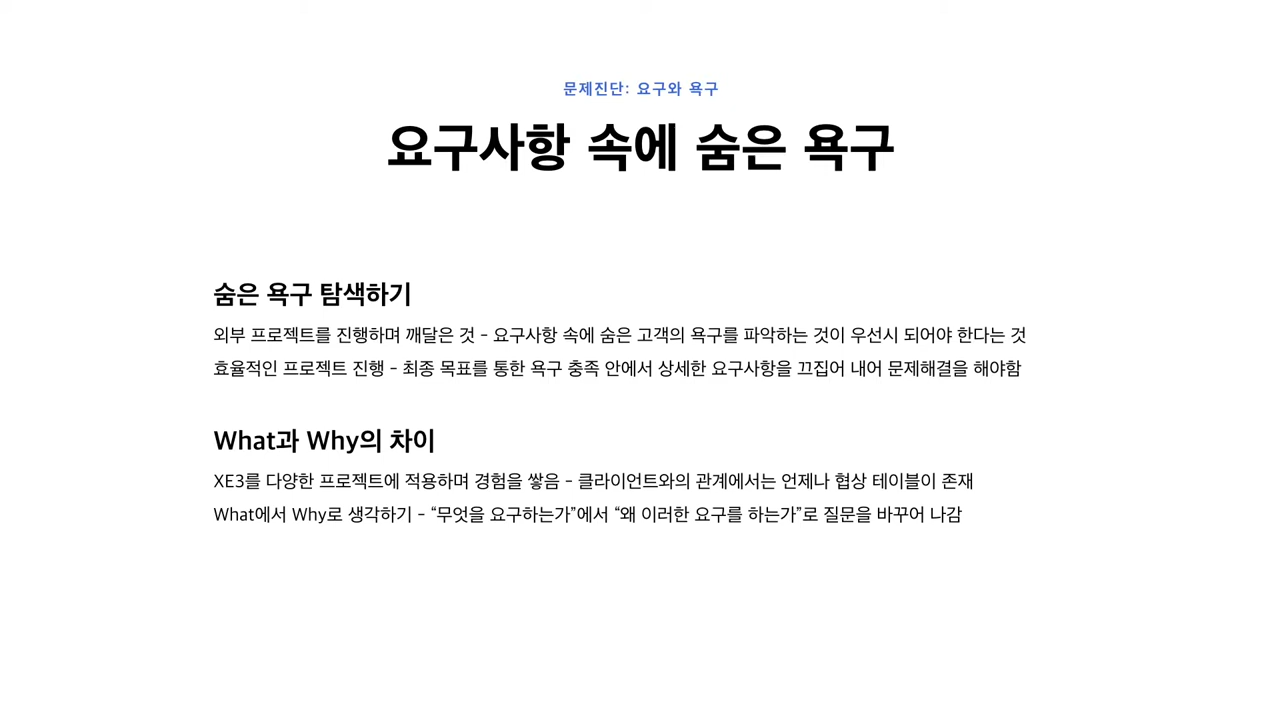 문제진단: 요구와 욕구
요구사항 속에 숨은 욕구
숨은 욕구 탐색하기
외부 프로젝트를 진행하며 깨달은 것 - 요구사항 속에 숨은 고객의 욕구를 파악하는 것이 우선시 되어야 한다는 것
효율적인 프로젝트 진행 - 최종 목표를 통한 욕구 충족 안에서 상세한 요구사항을 끄집어 내어 문제해결을 해야함
What과 Why의 차이
XE3를 다양한 프로젝트에 적용하며 경험을 쌓음 - 클라이언트와의 관계에서는 언제나 협상 테이블이 존재
What에서 Why로 생각하기 - “무엇을 요구하는가”에서 “왜 이러한 요구를 하는가”로 질문을 바꾸어 나감